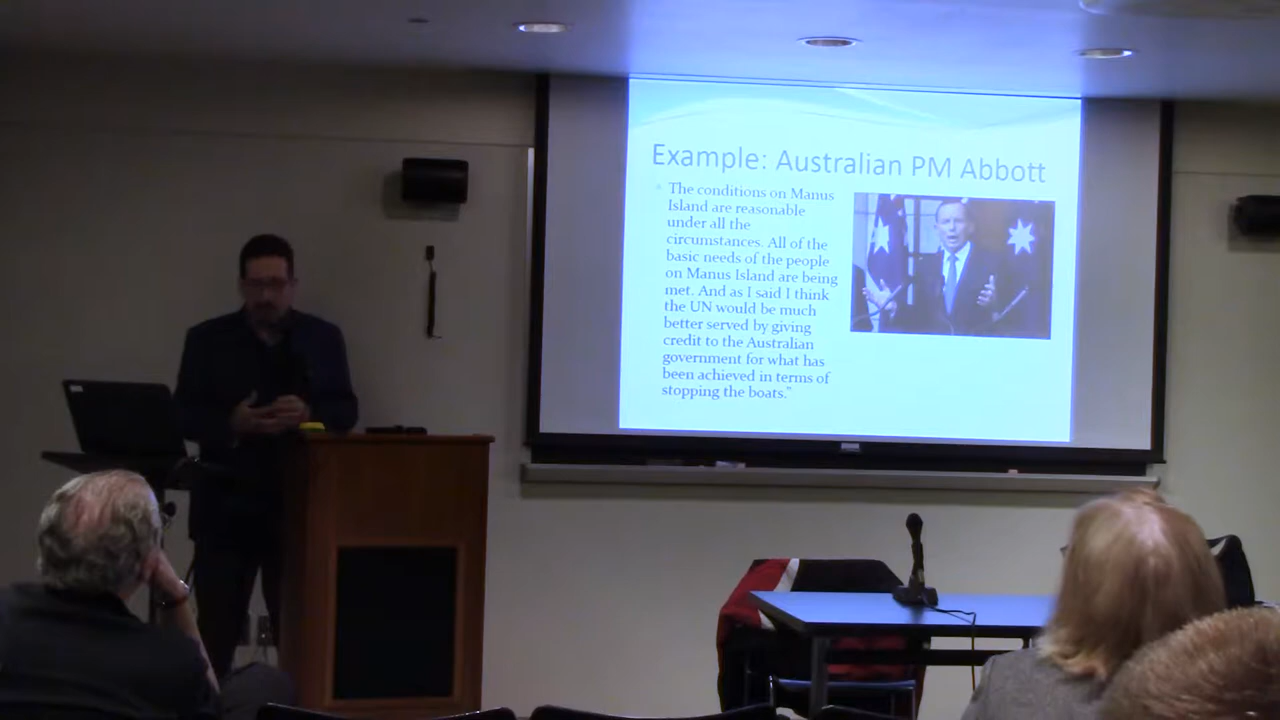 Example: Australian PM Abbott
The conditions on Manus
Island are reasonable
under all the
circumstances. All of the
basic needs of the people
on Manus Island are being
met. And as I said I think
the UN would be much
better served by giving
credit to the Australian
government for what has
been achieved in terms of
stopping the boats."